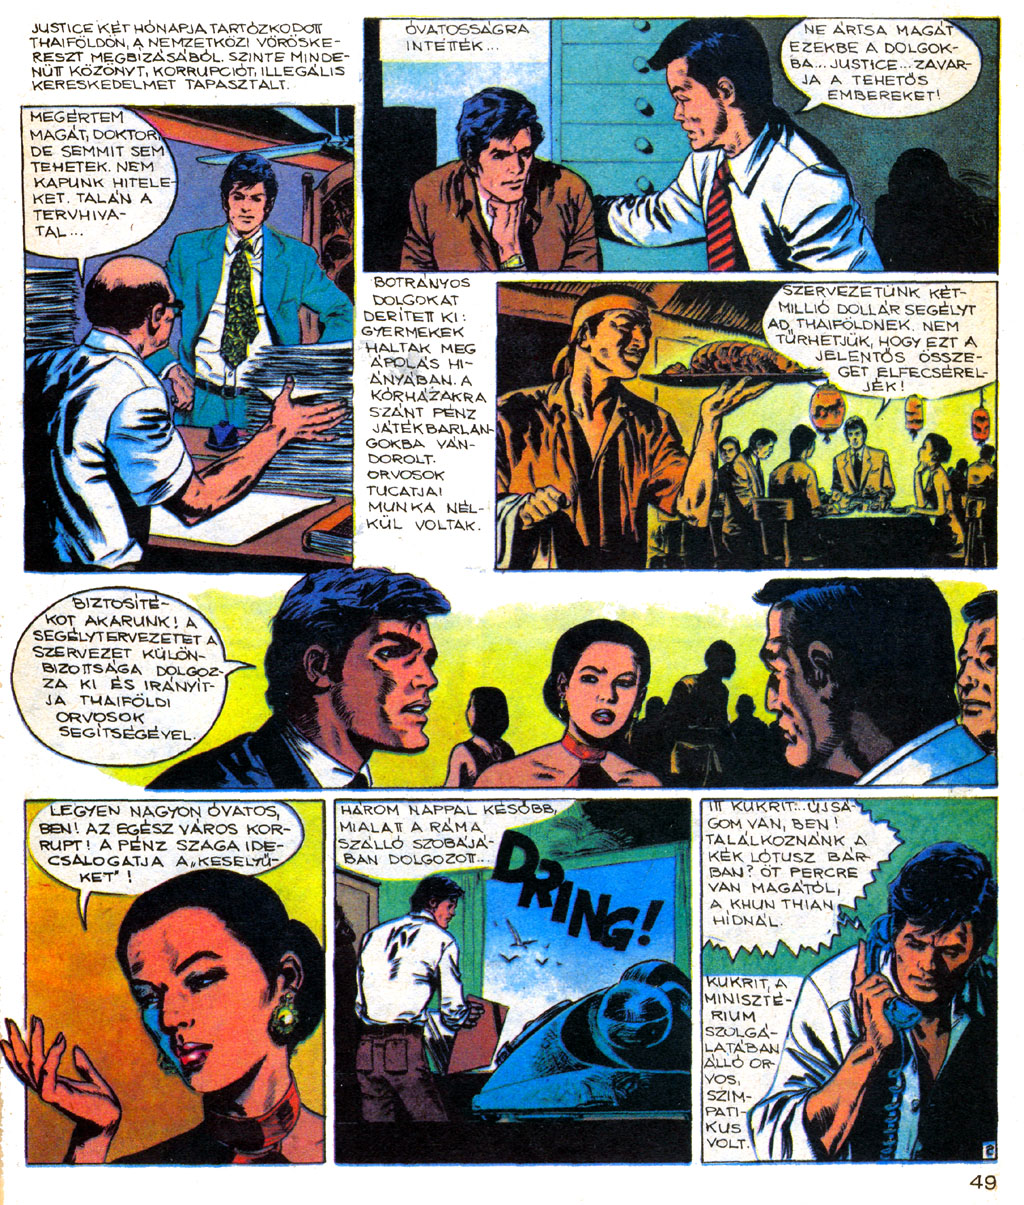 JUSTICE KÉT HÓNAPJA TARTÓZKODOTT
THAIFÖLDÖN, A NEMZETKÖZI VÖRÖSKE-
RESZT MEGBIZÁSÁBÓL. SZINTE MINDE-
NÜTT KÖZÖNYT, KORRUPCIÓT, ILLEGÁLIS
KERESKEDELMET TAPASZTALT.
MEGÉRTEM
MAGÁT, DOKTOR,
DE SEMMIT SEM
TEHETEK. NEM
KAPUNK HITELE-
KET. TALÁN A
TERVHIVA-
TAL...
ÓVATOSSÁGRA
INTETTÉK...
NE ÁRTSA MAGÁT
EZEKBE A DOLGOK-
BA... JUSTICE... ZAVAR-
JA A TEHETŐS
EMBEREKET!
BOTRÁNYOS
DOLGOKAT
DERÍTETT KI:
GYERMEKEK
HALTAK MEG
ÁPOLÁS HI-
ÁNYÁBAN. A
KÓRHÁZAKRA
SZÁNT PÉNZ
JÁTÉKBARLAN-
GOKBA VÁN-
DOROLT.
ORVOSOK
TUCATJAI
MUNKA NÉL-
KÜL VOLTAK.
SZERVEZETÜNK KÉT-
MILLIÓ DOLLÁR SEGÉLYT
AD THAIFÖLDNEK. NEM
TŰRHETJÜK, HOGY EZT A
JELENTŐS ÖSSZE-
GET ELFECSÉREL-
JÉK!
BIZTOSÍTÉ-
KOT AKARUNK! A
SEGÉLYTERVEZETET A
SZERVEZET KÜLÖN-
BIZOTTSÁGA DOLGOZ-
ZA KI ÉS IRÁNYÍT-
JA THAIFÖLDI
ORVOSOK
SEGÍTSÉGÉVEL.
LEGYEN NAGYON ÓVATOS,
BEN! AZ EGÉSZ VÁROS KOR-
RUPT! A PÉNZ SZAGA IDE-
CSALOGATJA A „KESELYŰ-
KET"!
HÁROM NAPPAL KÉSŐBB,
MIALATT A RÁMA
SZÁLLÓ SZOBÁJÁ-
BAN DOLGOZOTT...
DRING!
ITT KUKRIT... ÚJSÁ-
GOM VAN, BEN!
TALÁLKOZNÁNK A
KÉK LÓTUSZ BÁR-
BAN? ÖT PERCRE
VAN MAGÁTÓL,
A KHUN THIAN
HÍDNÁL.
KUKRIT, A
MINISZTÉ-
RIUM
SZOLGÁ-
LATÁBAN
ÁLLÓ OR-
VOS,
SZIM-
PATI-
KUS
VOLT.
2
49